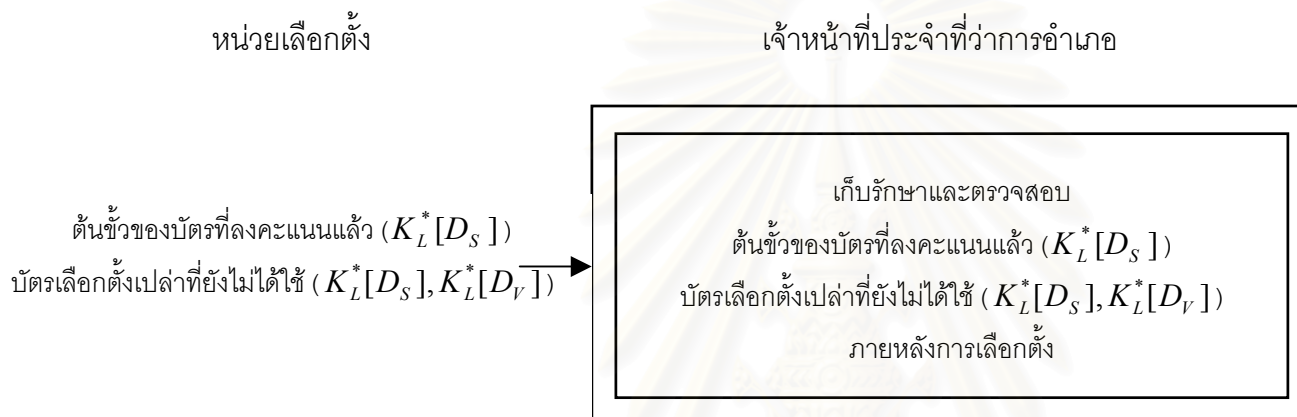 หน่วยเลือกตั้ง
เจ้าหน้าที่ประจำที่ว่าการอำเภอ
ต้นขั้วของบัตรที่ลงคะแนนแล้ว ($K_L^*[D_S]$)
บัตรเลือกตั้งเปล่าที่ยังไม่ได้ใช้ ($K_L^*[D_S], K_L^*[D_V]$)
เก็บรักษาและตรวจสอบ
ต้นขั้วของบัตรที่ลงคะแนนแล้ว ($K_L^*[D_S]$)
บัตรเลือกตั้งเปล่าที่ยังไม่ได้ใช้ ($K_L^*[D_S], K_L^*[D_V]$)
ภายหลังการเลือกตั้ง